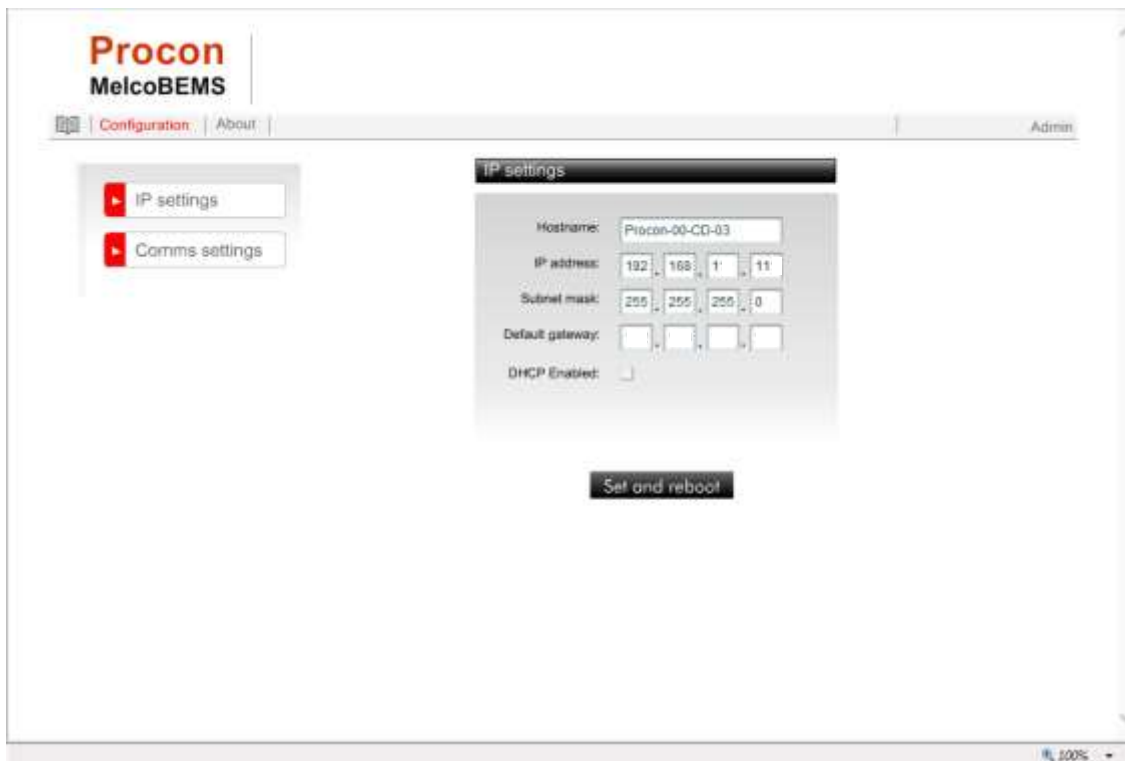 Procon
MelcoBEMS
Configuration About Admin
IP settings
Comms settings
IP settings
Hostname: Procon-00-CD-03
IP address: 192 . 168 . 1 . 11
Subnet mask: 255 . 255 . 255 . 0
Default gateway: . . .
DHCP Enabled:
Set and reboot
100%